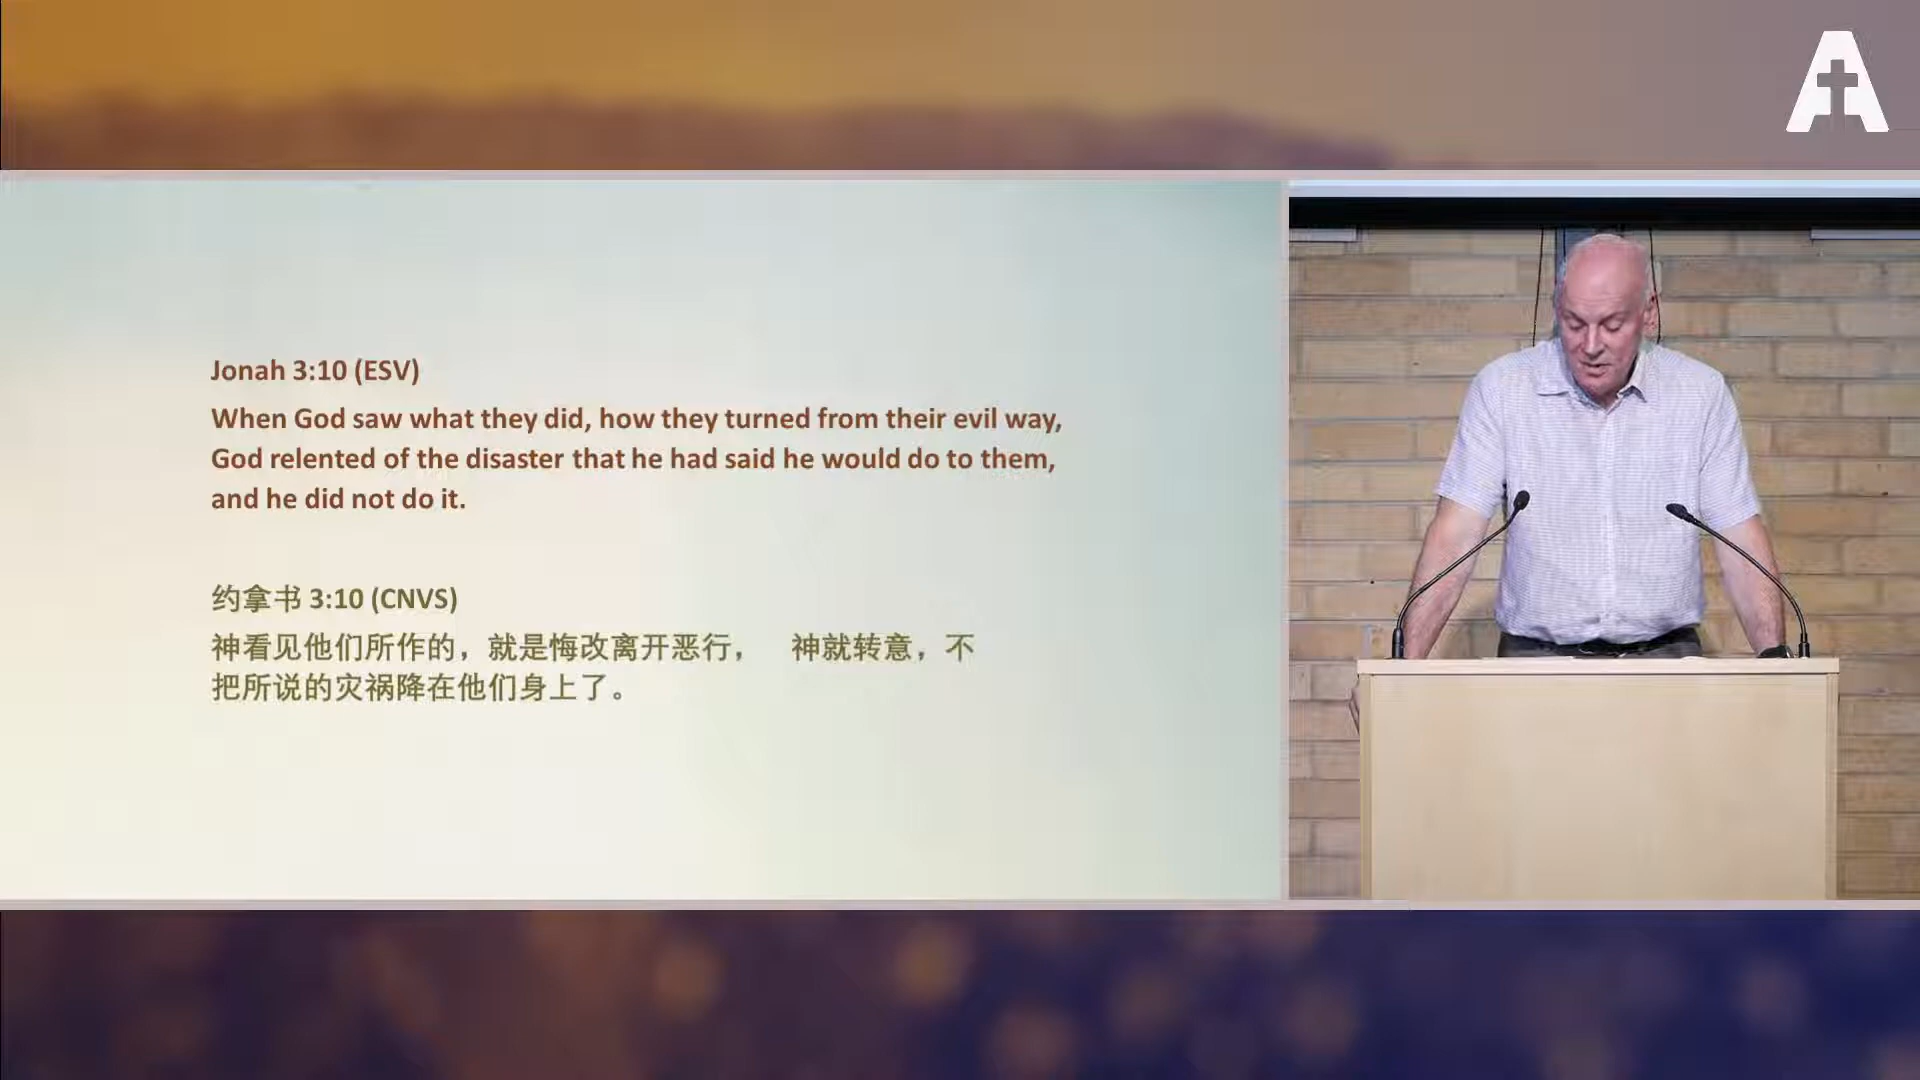 Jonah 3:10 (ESV)
When God saw what they did, how they turned from their evil way,
God relented of the disaster that he had said he would do to them,
and he did not do it.
约拿书 3:10 (CNVS)
神看见他们所作的，就是悔改离开恶行，　神就转意，不
把所说的灾祸降在他们身上了。